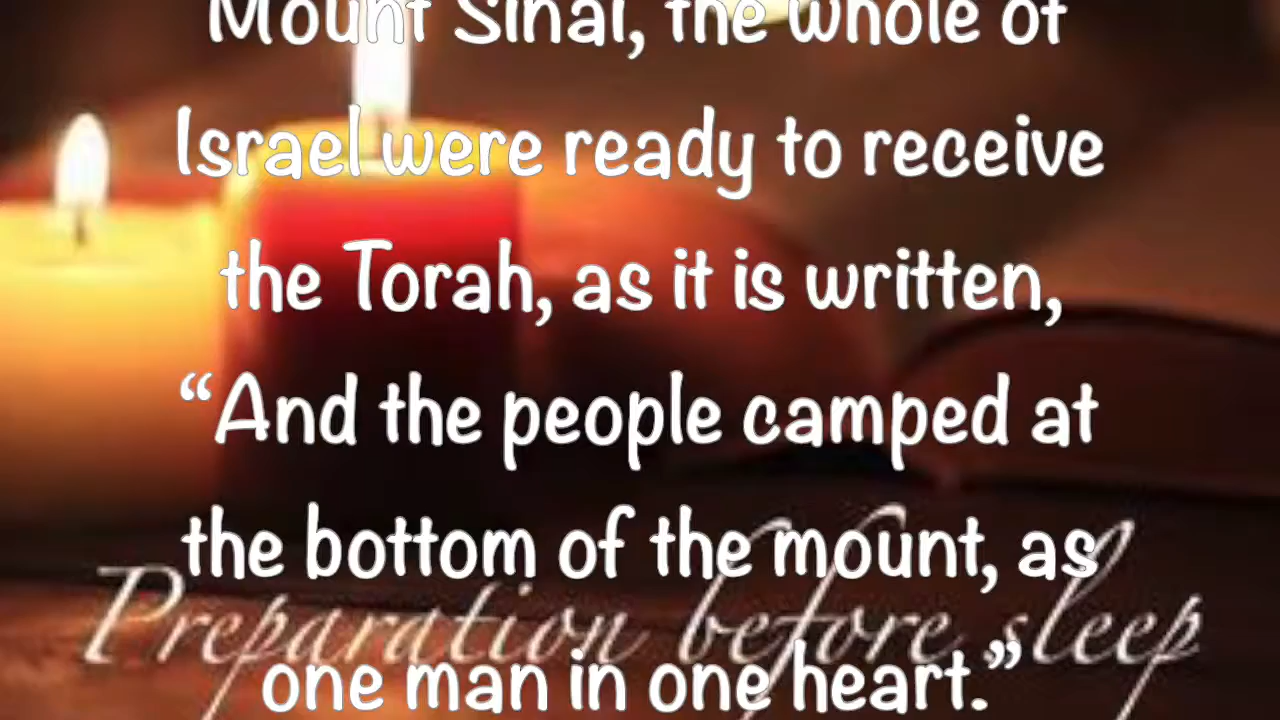 Mount Sinai, the whole of
Israel were ready to receive
the Torah, as it is written,
“And the people camped at
the bottom of the mount, as
Preparation before sleep
one man in one heart.”